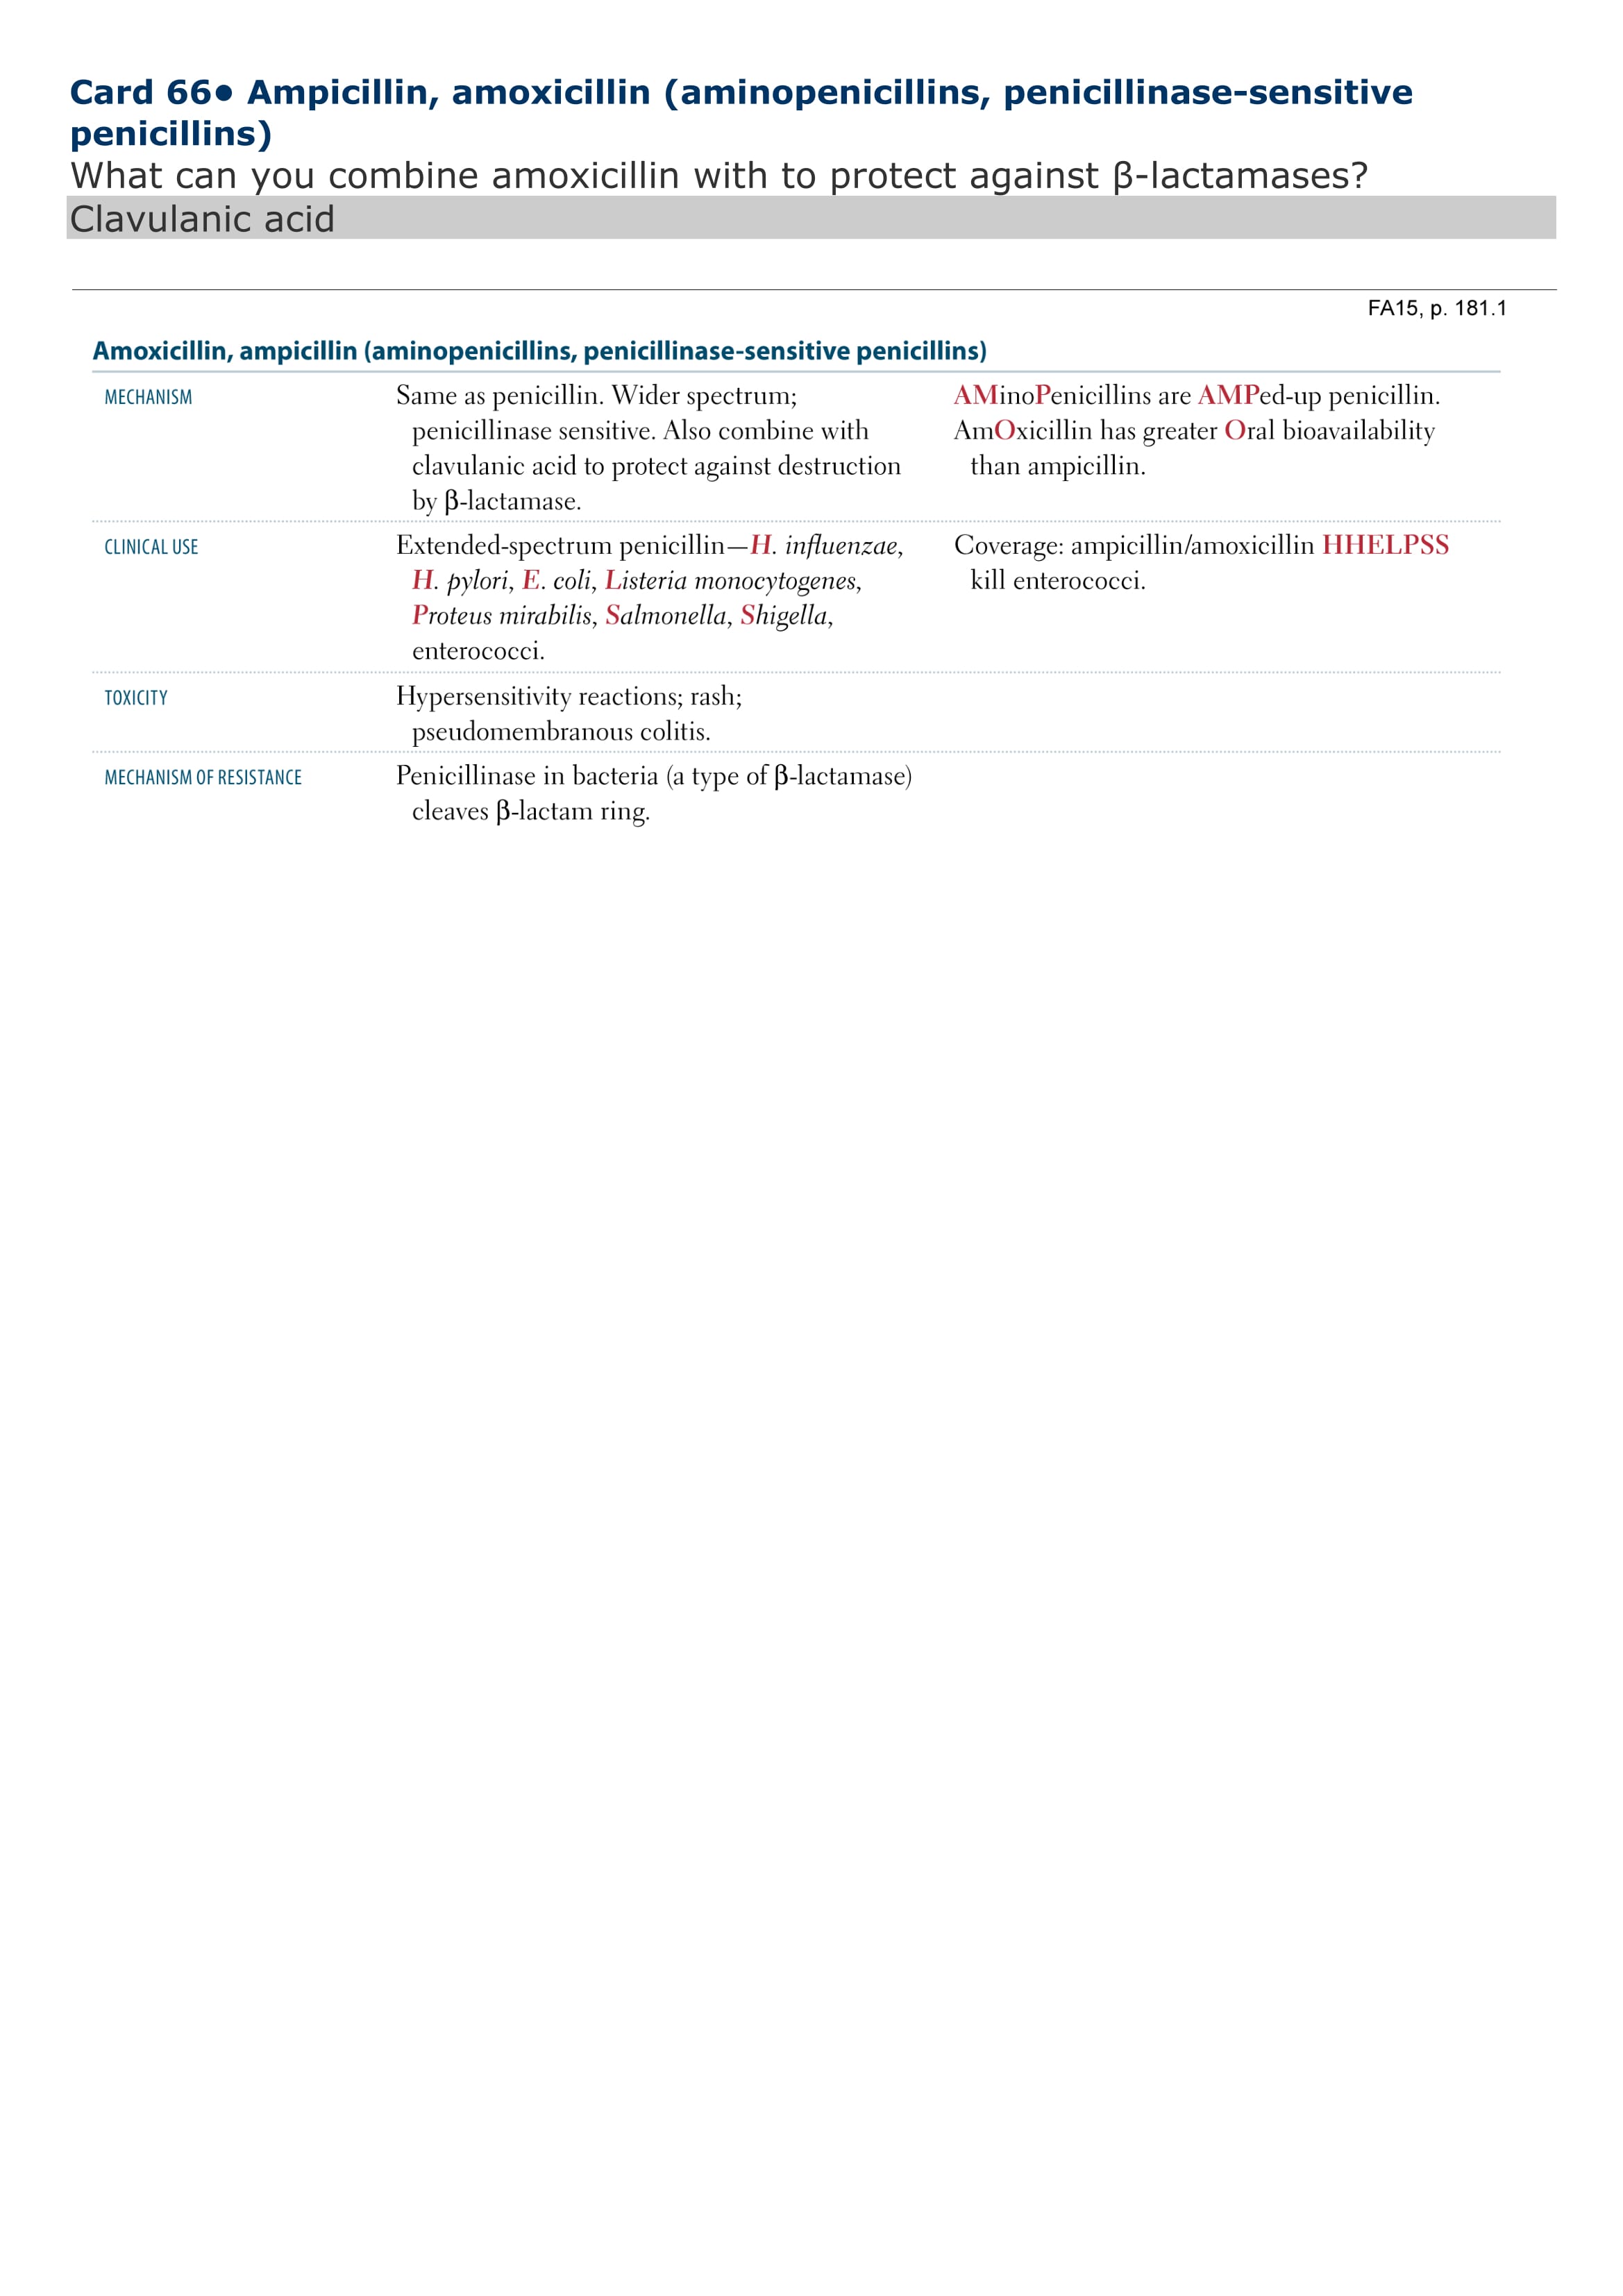 Card 66● Ampicillin, amoxicillin (aminopenicillins, penicillinase-sensitive
penicillins)
What can you combine amoxicillin with to protect against β-lactamases?
Clavulanic acid
FA15, p. 181.1
Amoxicillin, ampicillin (aminopenicillins, penicillinase-sensitive penicillins)
MECHANISM
Same as penicillin. Wider spectrum;
penicillinase sensitive. Also combine with
clavulanic acid to protect against destruction
by β-lactamase.
AMinoPenicillins are AMPed-up penicillin.
AmOxicillin has greater Oral bioavailability
than ampicillin.
CLINICAL USE
Extended-spectrum penicillin—H. influenzae,
H. pylori, E. coli, Listeria monocytogenes,
Proteus mirabilis, Salmonella, Shigella,
enterococci.
Coverage: ampicillin/amoxicillin HHELPSS
kill enterococci.
TOXICITY
Hypersensitivity reactions; rash;
pseudomembranous colitis.
MECHANISM OF RESISTANCE
Penicillinase in bacteria (a type of β-lactamase)
cleaves β-lactam ring.